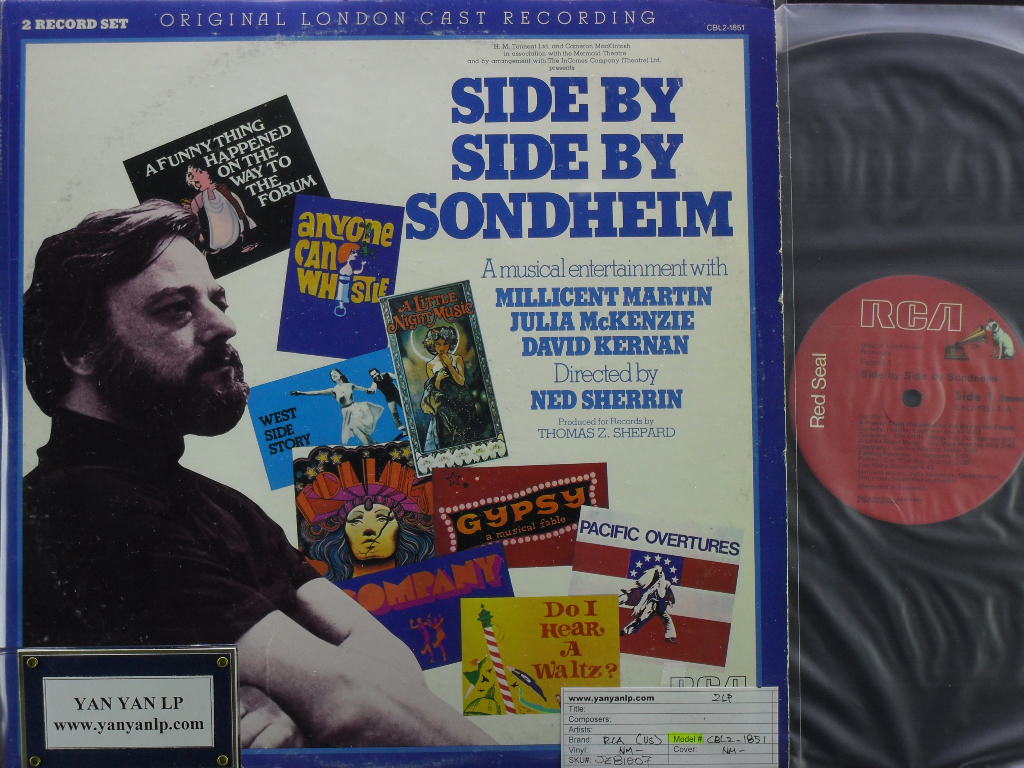 2 RECORD SET
ORIGINAL LONDON CAST RECORDING
CBL2-1851
H. M. Tennent Ltd. and Cameron MacKintosh
in association with the Mermaid Theatre
and by arrangement with The InComes Company (Theatre) Ltd.
presents
SIDE BY
SIDE BY
SONDHEIM
A musical entertainment with
MILLICENT MARTIN
JULIA McKENZIE
DAVID KERNAN
Directed by
NED SHERRIN
Produced for Records by
THOMAS Z. SHEPARD
A FUNNY THING
HAPPENED
ON THE
WAY TO
THE
FORUM
anyone
CAN
WHISTLE
A LITTLE
NIGHT MUSIC
WEST
SIDE
STORY
FOLLIES
GYPSY
a musical fable
PACIFIC OVERTURES
COMPANY
Do I
Hear
A
Waltz?
RCA
YAN YAN LP
www.yanyanlp.com
www.yanyanlp.com 2LP
Title:
Composers:
Artists:
Brand: RCA (US) Model #: CBL2-1851
Vinyl: NM- Cover: NM-
SKU#: JZ81807
RCA
Red Seal
Side by Side by Sondheim
Side 1